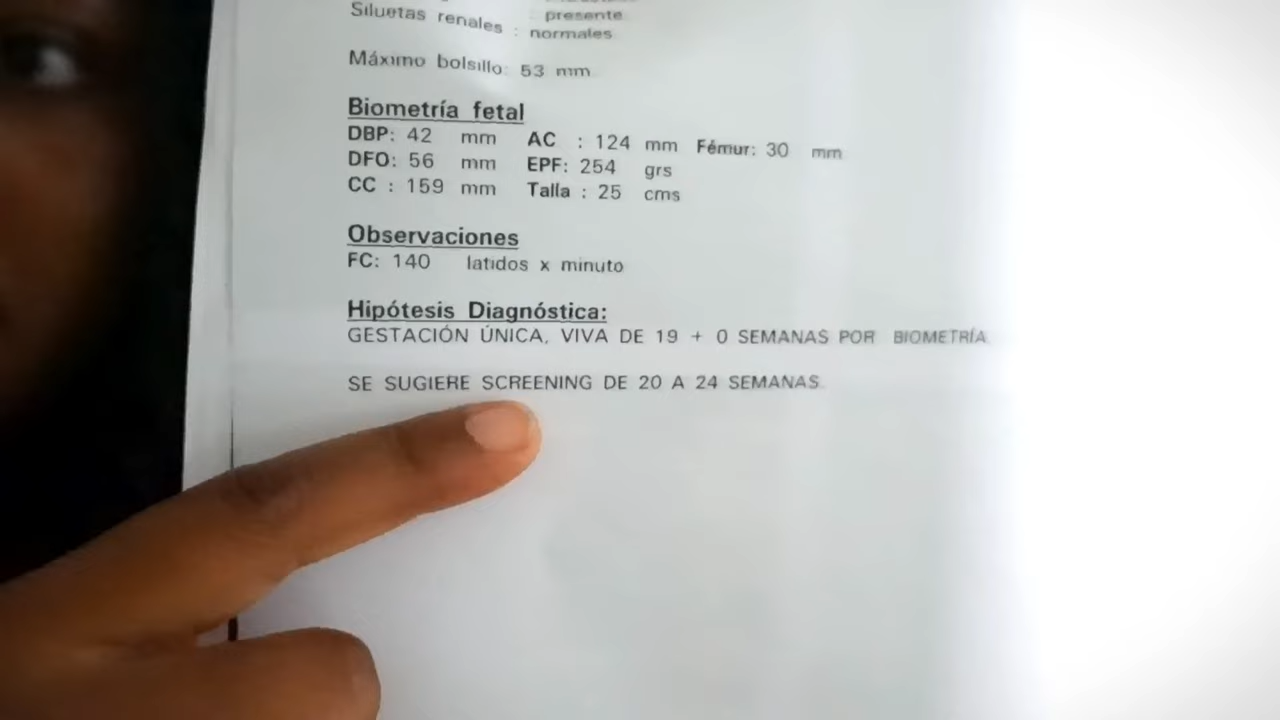 Siluetas renales : presente
: normales
Máximo bolsillo: 53 mm
Biometría fetal
DBP: 42 mm AC : 124 mm Fémur: 30 mm
DFO: 56 mm EPF: 254 grs
CC : 159 mm Talla : 25 cms
Observaciones
FC: 140 latidos x minuto
Hipótesis Diagnóstica:
GESTACIÓN ÚNICA, VIVA DE 19 + 0 SEMANAS POR BIOMETRÍA.
SE SUGIERE SCREENING DE 20 A 24 SEMANAS.